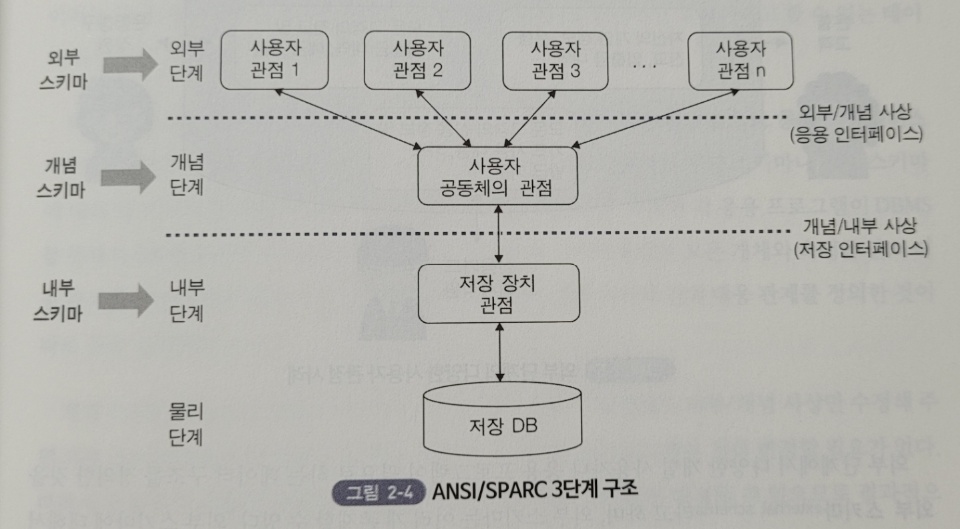 외부
스키마
외부
단계
사용자
관점 1
사용자
관점 2
사용자
관점 3
...
사용자
관점 n
외부/개념 사상
(응용 인터페이스)
개념
스키마
개념
단계
사용자
공동체의 관점
개념/내부 사상
(저장 인터페이스)
내부
스키마
내부
단계
저장 장치
관점
물리
단계
저장 DB
그림 2-4 ANSI/SPARC 3단계 구조